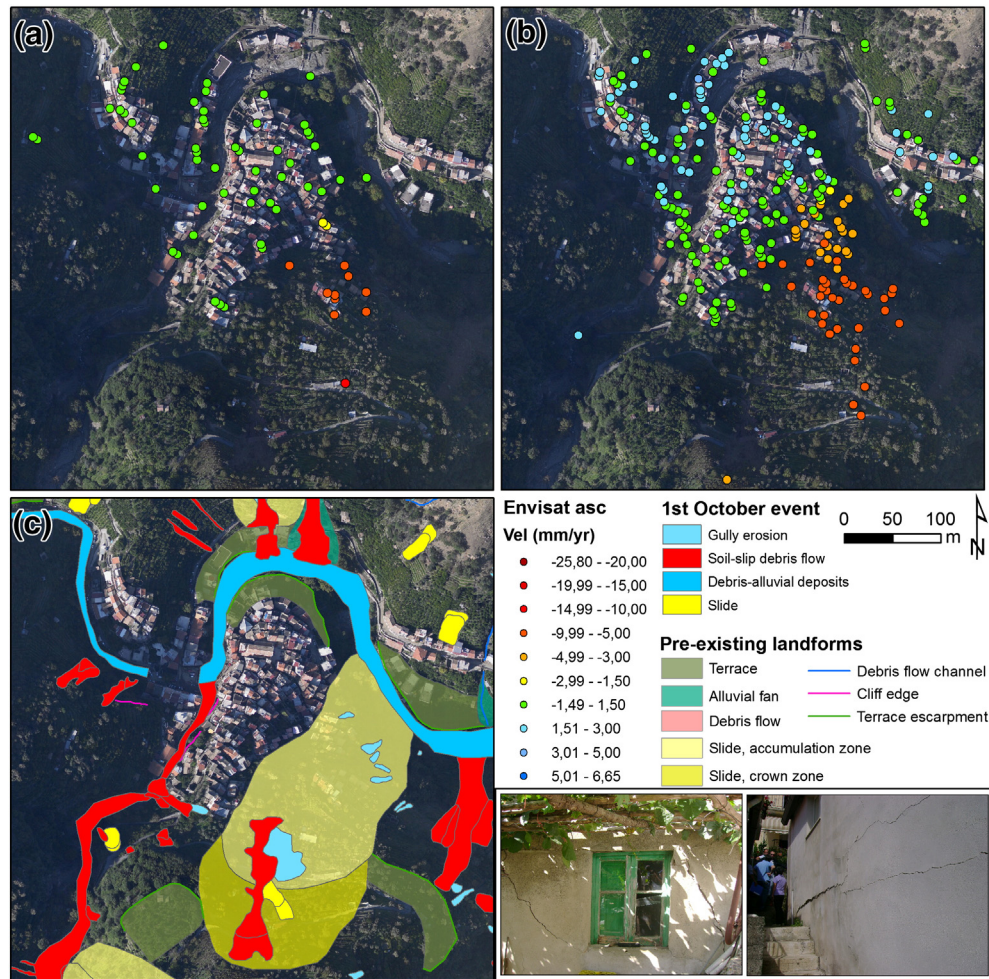 (a)
(b)
(c)
Envisat asc
Vel (mm/yr)
-25,80 - -20,00
-19,99 - -15,00
-14,99 - -10,00
-9,99 - -5,00
-4,99 - -3,00
-2,99 - -1,50
-1,49 - 1,50
1,51 - 3,00
3,01 - 5,00
5,01 - 6,65
1st October event
Gully erosion
Soil-slip debris flow
Debris-alluvial deposits
Slide
0 50 100
m
N
Pre-existing landforms
Terrace
Alluvial fan
Debris flow
Slide, accumulation zone
Slide, crown zone
Debris flow channel
Cliff edge
Terrace escarpment